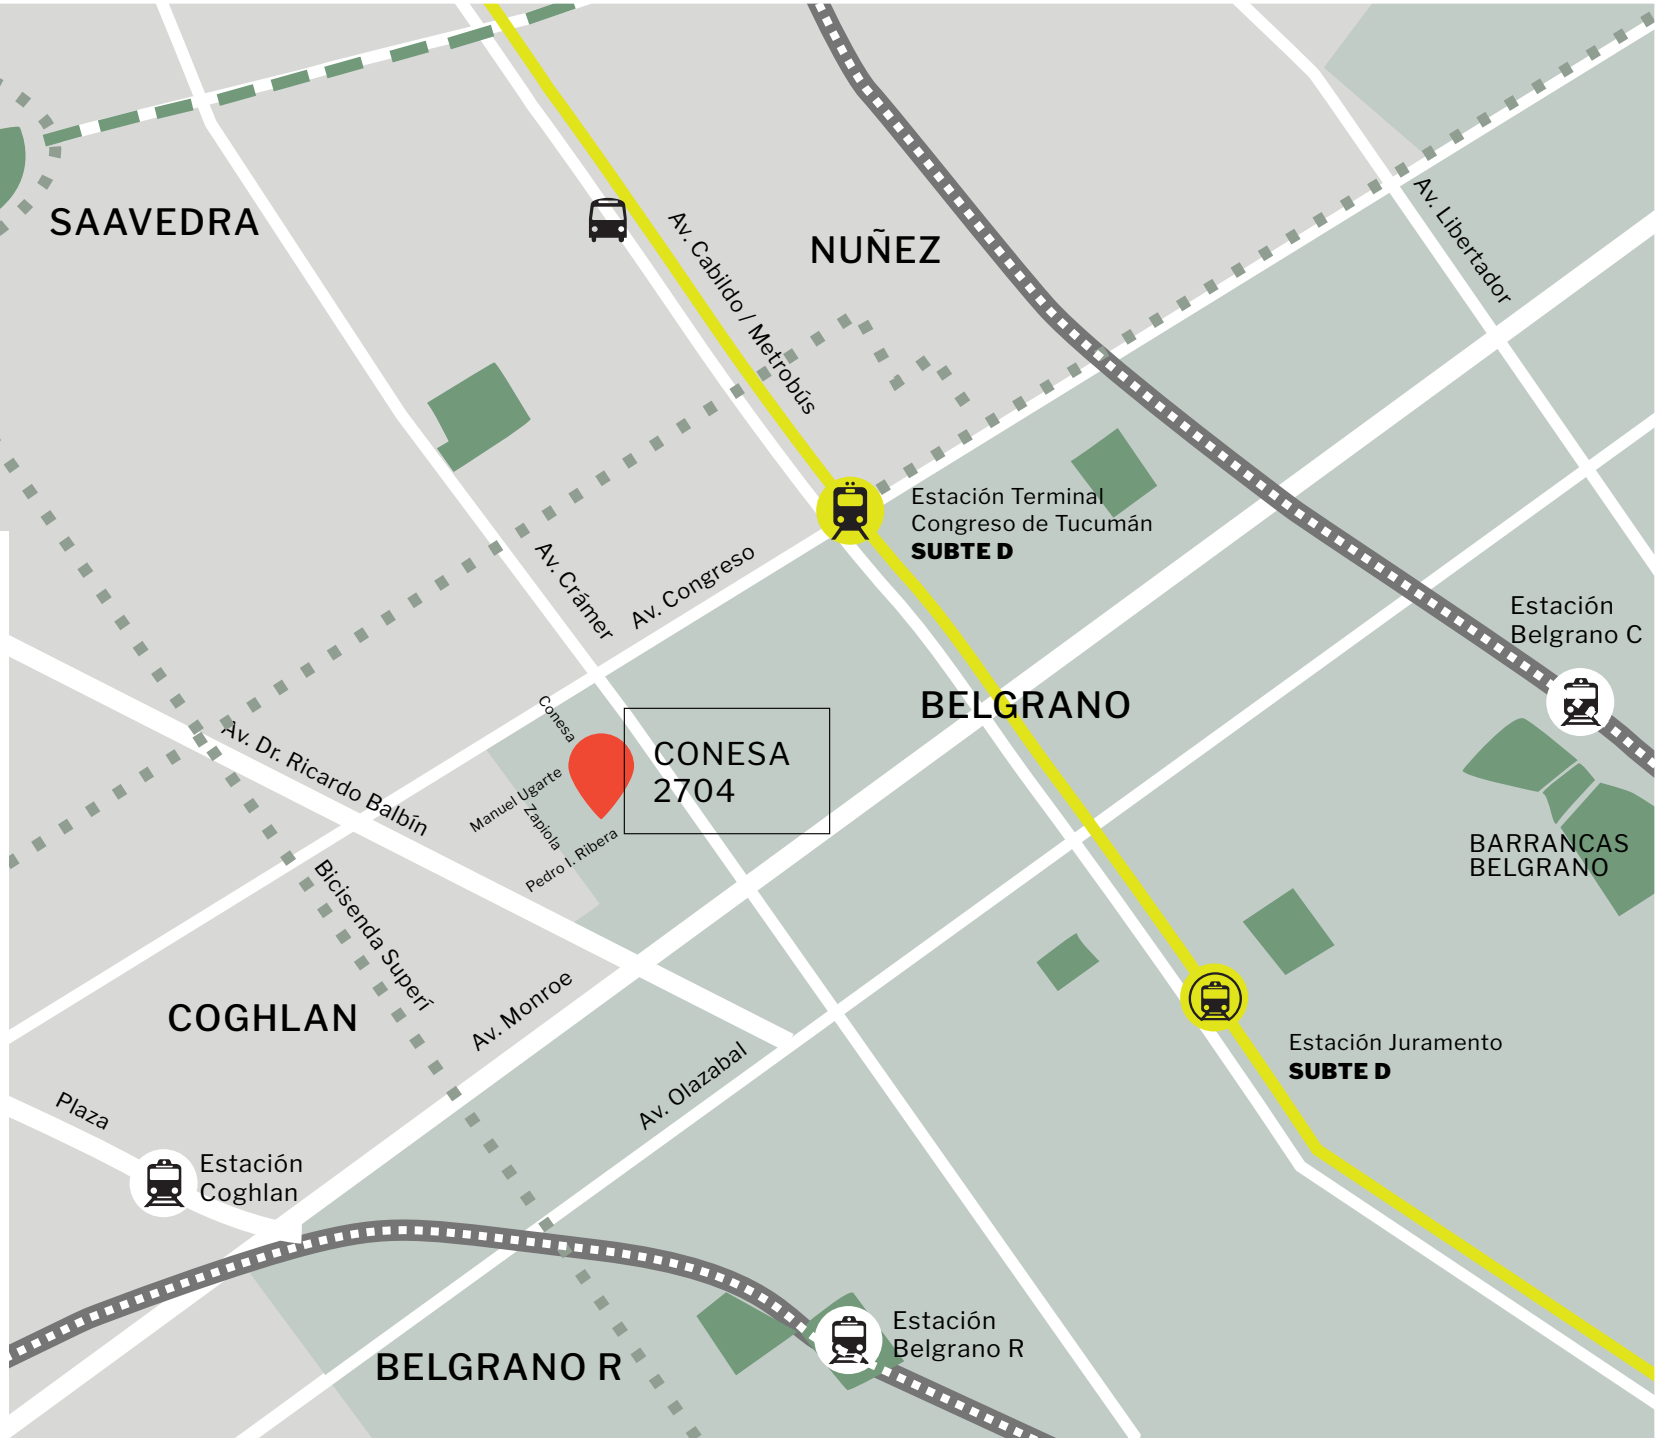 SAAVEDRA
NUÑEZ
Av. Libertador
Av. Cabildo / Metrobús
Estación Terminal
Congreso de Tucumán
SUBTE D
Av. Crámer
Av. Congreso
Estación
Belgrano C
BELGRANO
Conesa
CONESA
2704
Manuel Ugarte
Zapiola
Pedro I. Ribera
Av. Dr. Ricardo Balbín
BARRANCAS
BELGRANO
Bicisenda Superí
COGHLAN
Av. Monroe
Estación Juramento
SUBTE D
Av. Olazabal
Plaza
Estación
Coghlan
Estación
Belgrano R
BELGRANO R